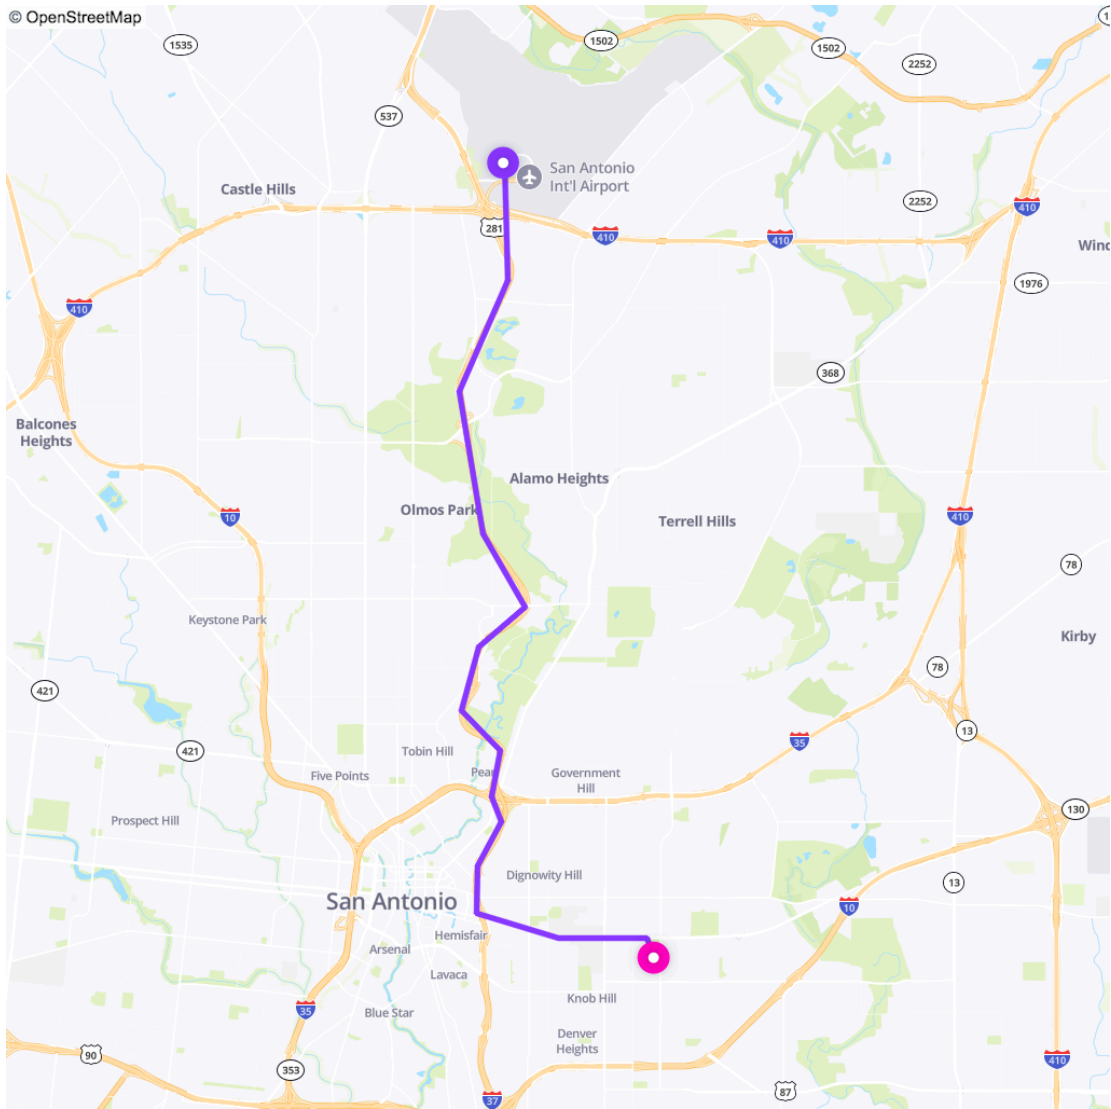 © OpenStreetMap
1535
1502
1502
2252
537
San Antonio
Int'l Airport
Castle Hills
2252
410
281
410
410
Wind
1976
410
368
Balcones
Heights
Alamo Heights
Olmos Park
Terrell Hills
10
410
78
Keystone Park
Kirby
78
421
13
421
Tobin Hill
35
Pear
Government
Hill
Five Points
130
Prospect Hill
Dignowity Hill
13
San Antonio
10
Hemisfair
Arsenal
Lavaca
Knob Hill
35
Blue Star
Denver
Heights
90
410
353
87
37